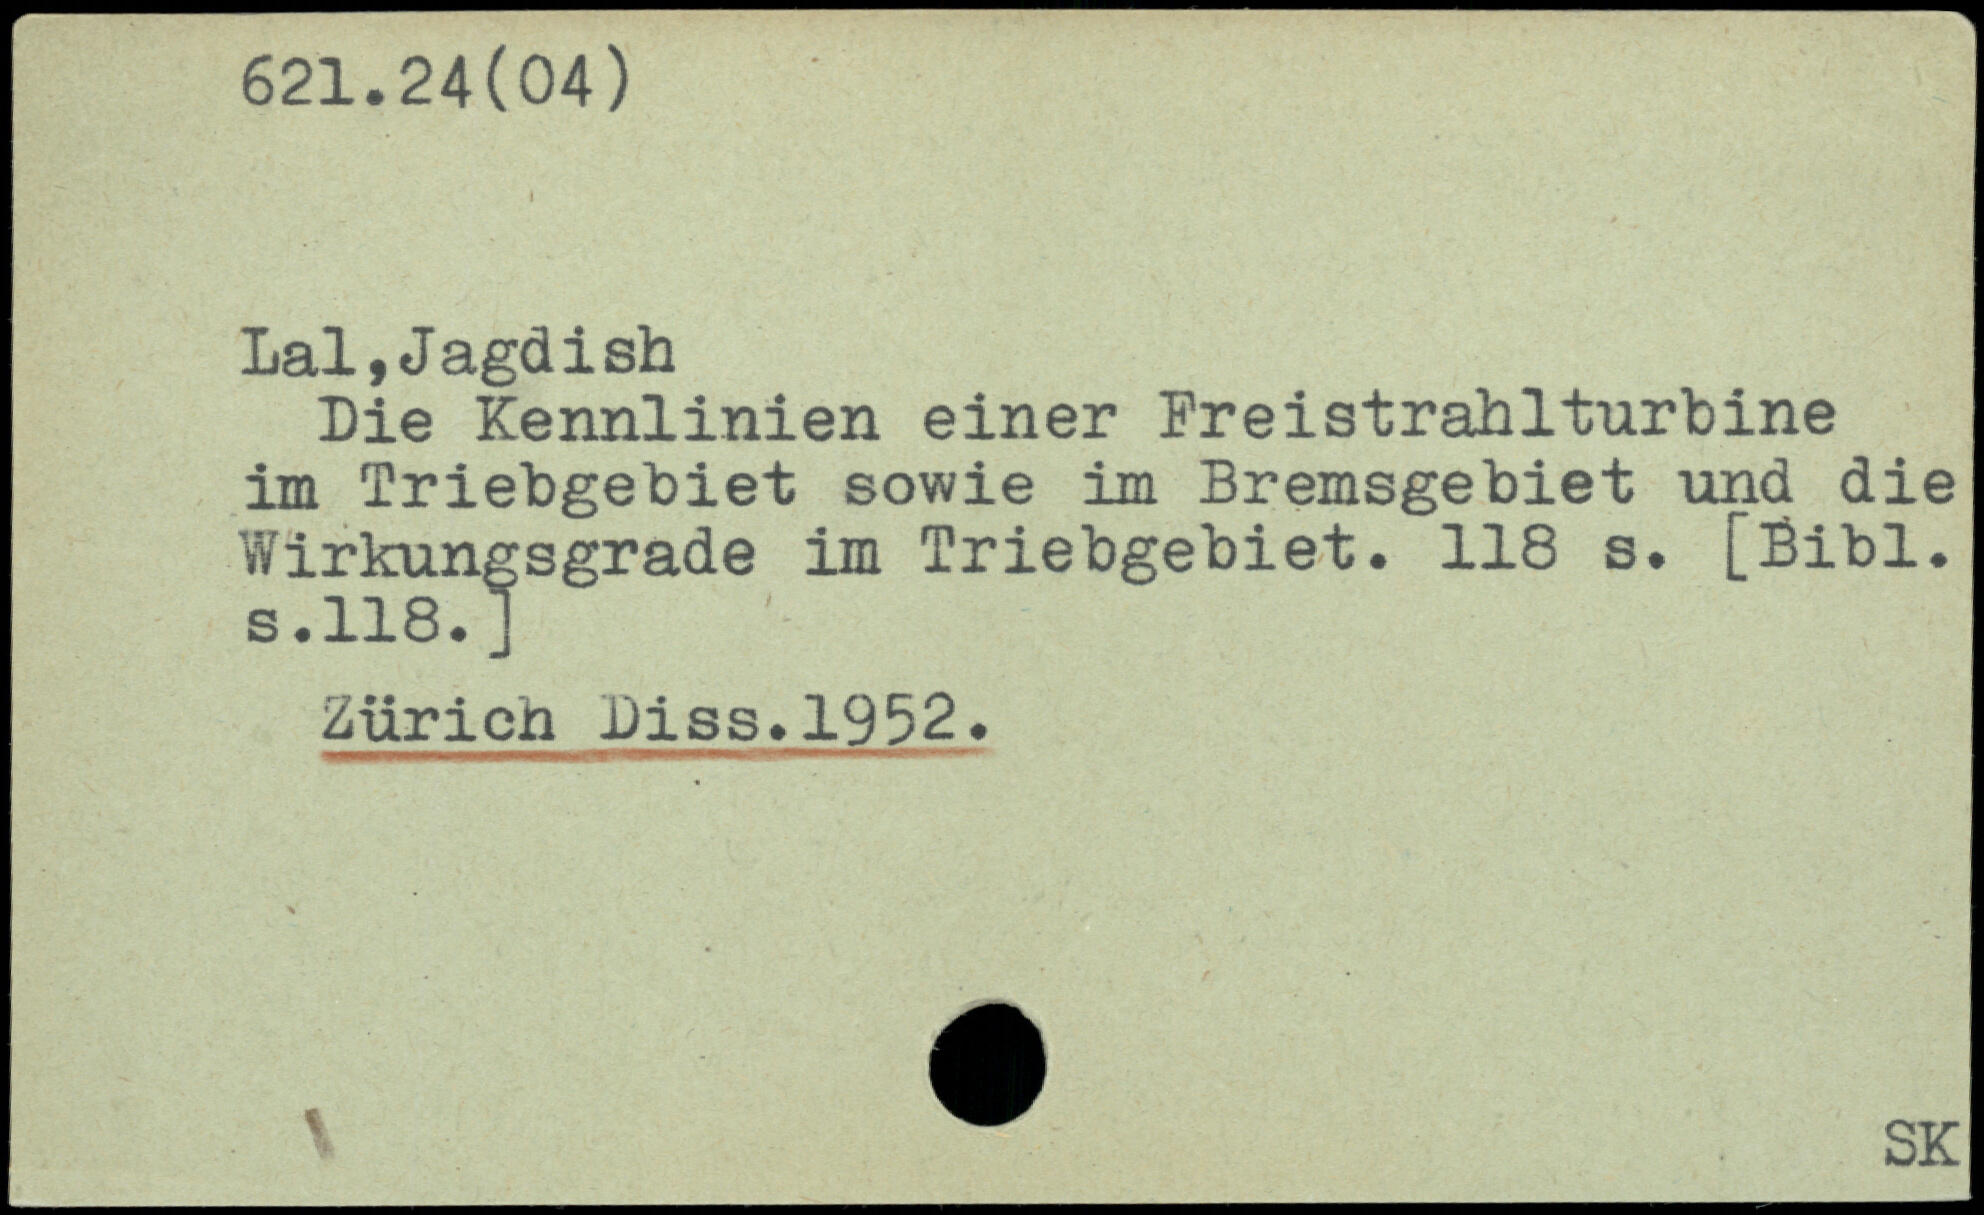 621.24(04)
Lal,Jagdish
Die Kennlinien einer Freistrahlturbine
im Triebgebiet sowie im Bremsgebiet und die
Wirkungsgrade im Triebgebiet. 118 s. [Bibl.
s.118.]
Zürich Diss.1952.
SK